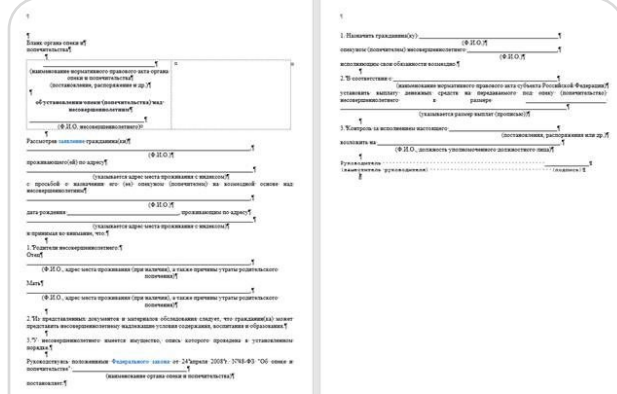 Бланк органа опеки и¶
попечительства¶
(наименование нормативного правового акта органа
опеки и попечительства¶
(постановление, распоряжение и др.)¶
об установлении опеки (попечительства) над
несовершеннолетним¶
(Ф.И.О. несовершеннолетнего)
Рассмотрев заявление гражданина(ки)¶
(Ф.И.О.)¶
проживающего(ей) по адресу¶
(указывается адрес места проживания с индексом)¶
с просьбой о назначении его (ее) опекуном (попечителем) на возмездной основе над
несовершеннолетним¶
(Ф.И.О.)¶
дата рождения , проживающим по адресу¶
(указывается адрес места проживания с индексом)¶
и принимая во внимание, что:¶
1. Родители несовершеннолетнего:¶
Отец¶
(Ф.И.О., адрес места проживания (при наличии), а также причины утраты родительского
попечения)¶
Мать¶
(Ф.И.О., адрес места проживания (при наличии), а также причины утраты родительского
попечения)¶
2. Из представленных документов и материалов обследования следует, что гражданин(ка) может
представить несовершеннолетнему надлежащие условия содержания, воспитания и образования.¶
3. У несовершеннолетнего имеется имущество, опись которого проведена в установленном
порядке.¶
Руководствуясь положениями Федерального закона от 24 апреля 2008 г. N 48-ФЗ "Об опеке и
попечительстве",¶
(наименование органа опеки и попечительства)¶
постановляет:¶
1. Назначить гражданина(ку)
(Ф.И.О.)¶
опекуном (попечителем) несовершеннолетнего
(Ф.И.О.)¶
исполняющим свои обязанности возмездно.¶
2. В соответствии с
(наименование нормативного правового акта субъекта Российской Федерации)¶
установить выплату денежных средств на передаваемого под опеку (попечительство)
несовершеннолетнего в размере
(указывается размер выплат (прописью))¶
3. Контроль за исполнением настоящего
(постановления, распоряжения или др.)¶
возложить на
(Ф.И.О., должность уполномоченного должностного лица)¶
Руководитель
(заместитель руководителя) (подпись)¶